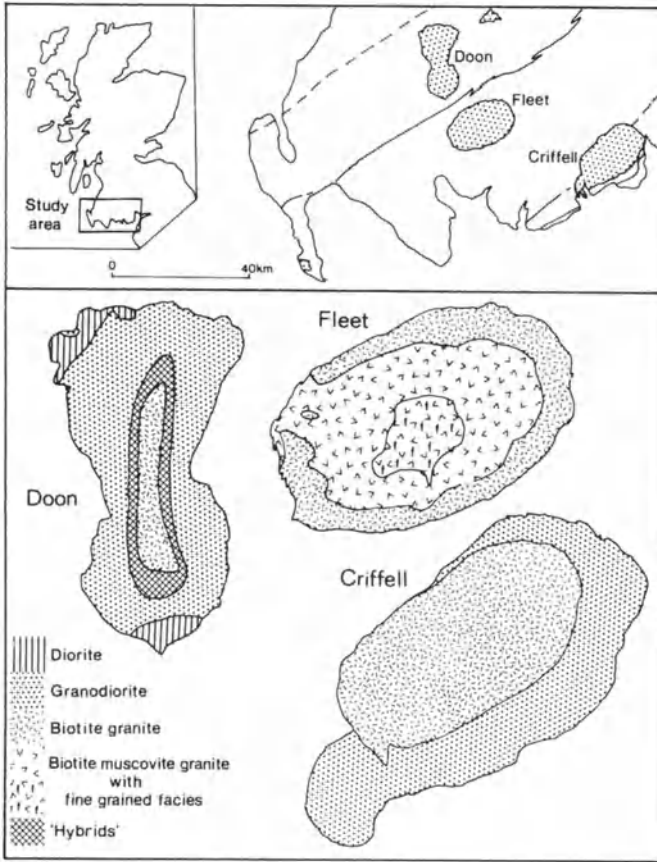 Doon
Fleet
Criffell
Study
area
0 40km
Fleet
Doon
Criffell
Diorite
Granodiorite
Biotite granite
Biotite muscovite granite
with
fine grained facies
'Hybrids'